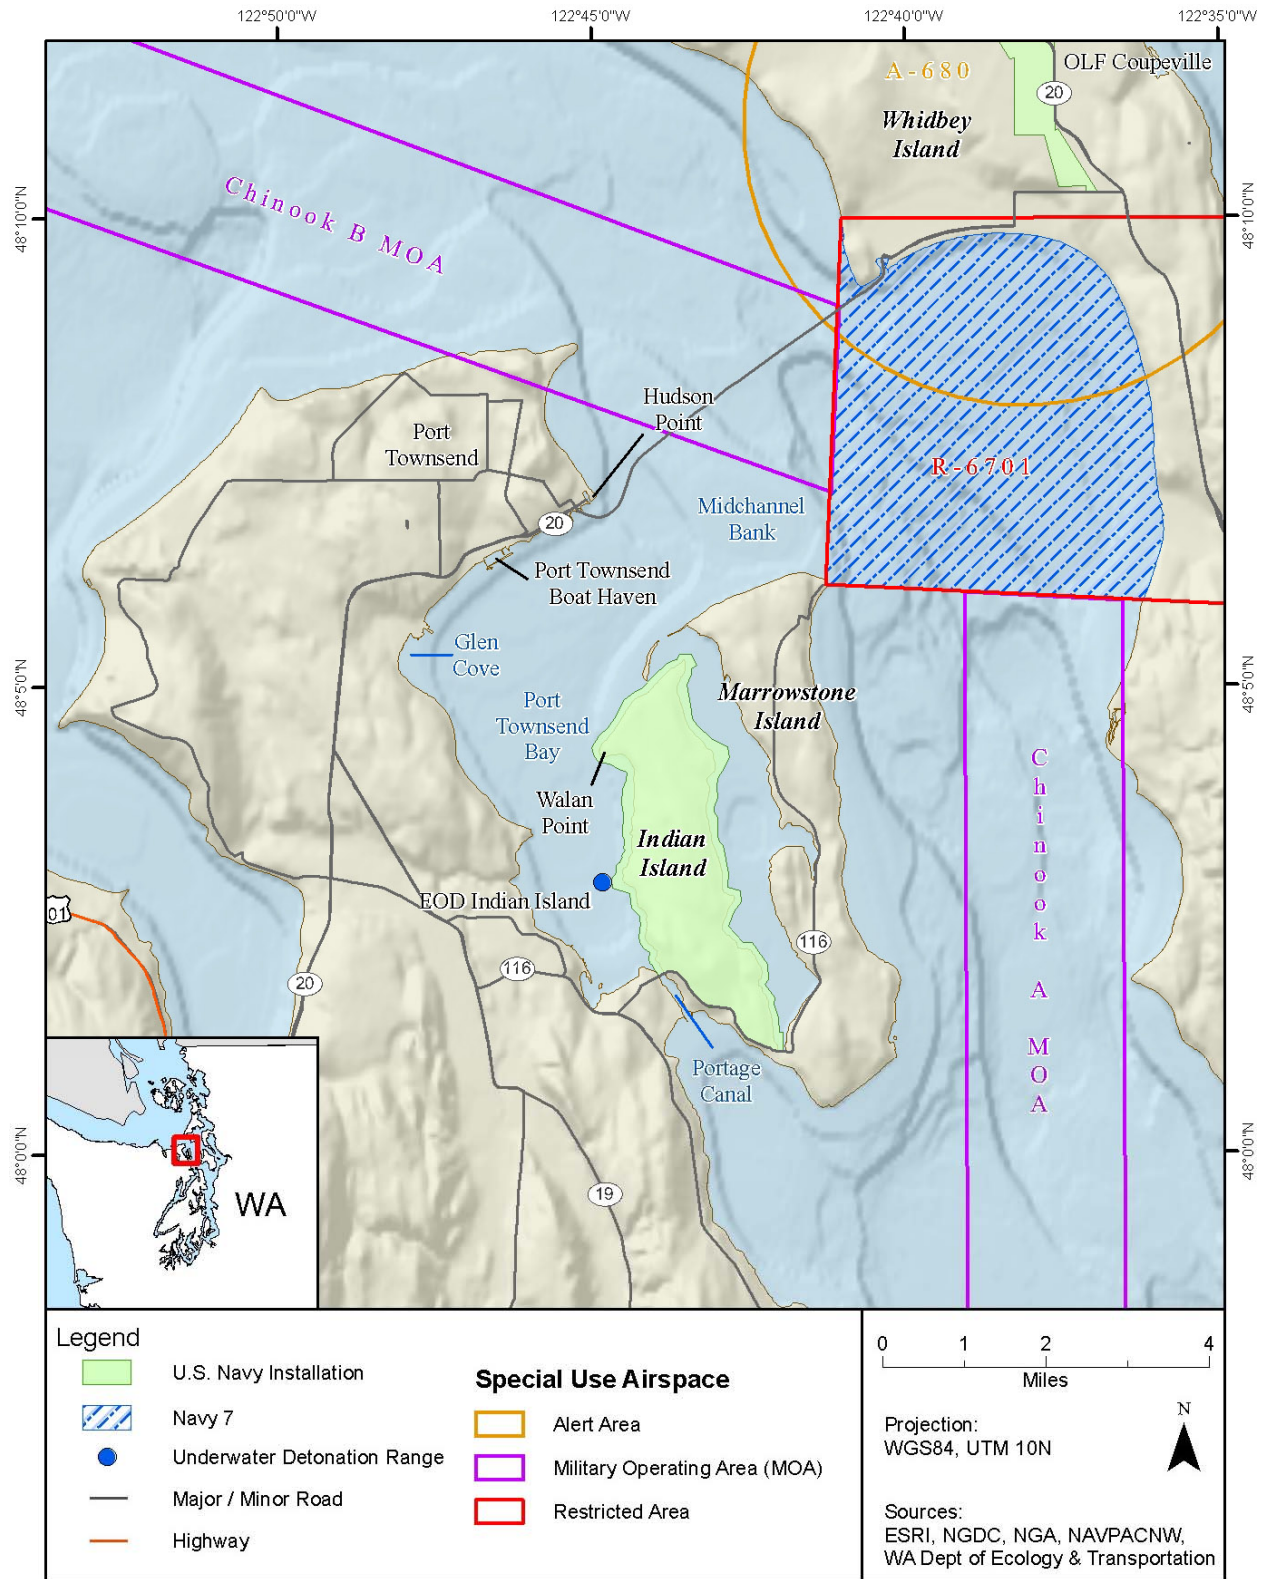 122°50'0"W
122°45'0"W
122°40'0"W
122°35'0"W
48°10'0"N
48°10'0"N
48°5'0"N
48°5'0"N
48°0'0"N
48°0'0"N
A-680
OLF Coupeville
20
Whidbey
Island
Chinook B MOA
Hudson
Point
Port
Townsend
R-6701
Midchannel
Bank
20
Port Townsend
Boat Haven
Glen
Cove
Port
Townsend
Bay
Marrowstone
Island
Walan
Point
Indian
Island
Chinook A MOA
EOD Indian Island
01
116
116
20
Portage
Canal
19
WA
Legend
U.S. Navy Installation
Navy 7
Underwater Detonation Range
Major / Minor Road
Highway
Special Use Airspace
Alert Area
Military Operating Area (MOA)
Restricted Area
0 1 2 4
Miles
Projection:
WGS84, UTM 10N
N
Sources:
ESRI, NGDC, NGA, NAVPACNW,
WA Dept of Ecology & Transportation